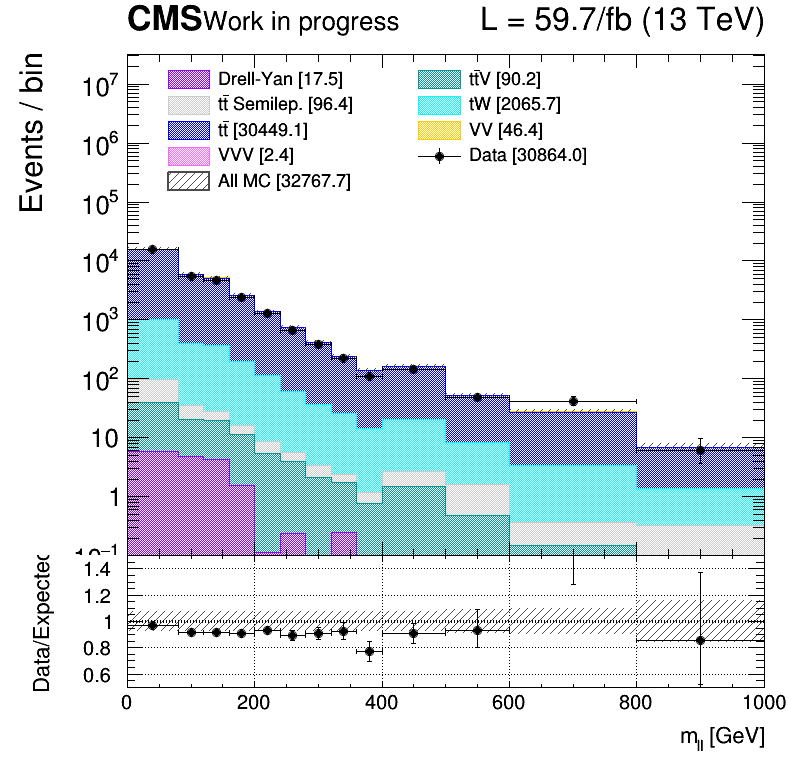 CMS Work in progress L = 59.7/fb (13 TeV)
Events / bin
Drell-Yan [17.5] tt̄V [90.2]
tt̄ Semilep. [96.4] tW [2065.7]
tt̄ [30449.1] VV [46.4]
VVV [2.4] Data [30864.0]
All MC [32767.7]
10⁷
10⁶
10⁵
10⁴
10³
10²
10
1
10⁻¹
Data/Expected
1.4
1.2
1
0.8
0.6
0 200 400 600 800 1000
m_ll [GeV]